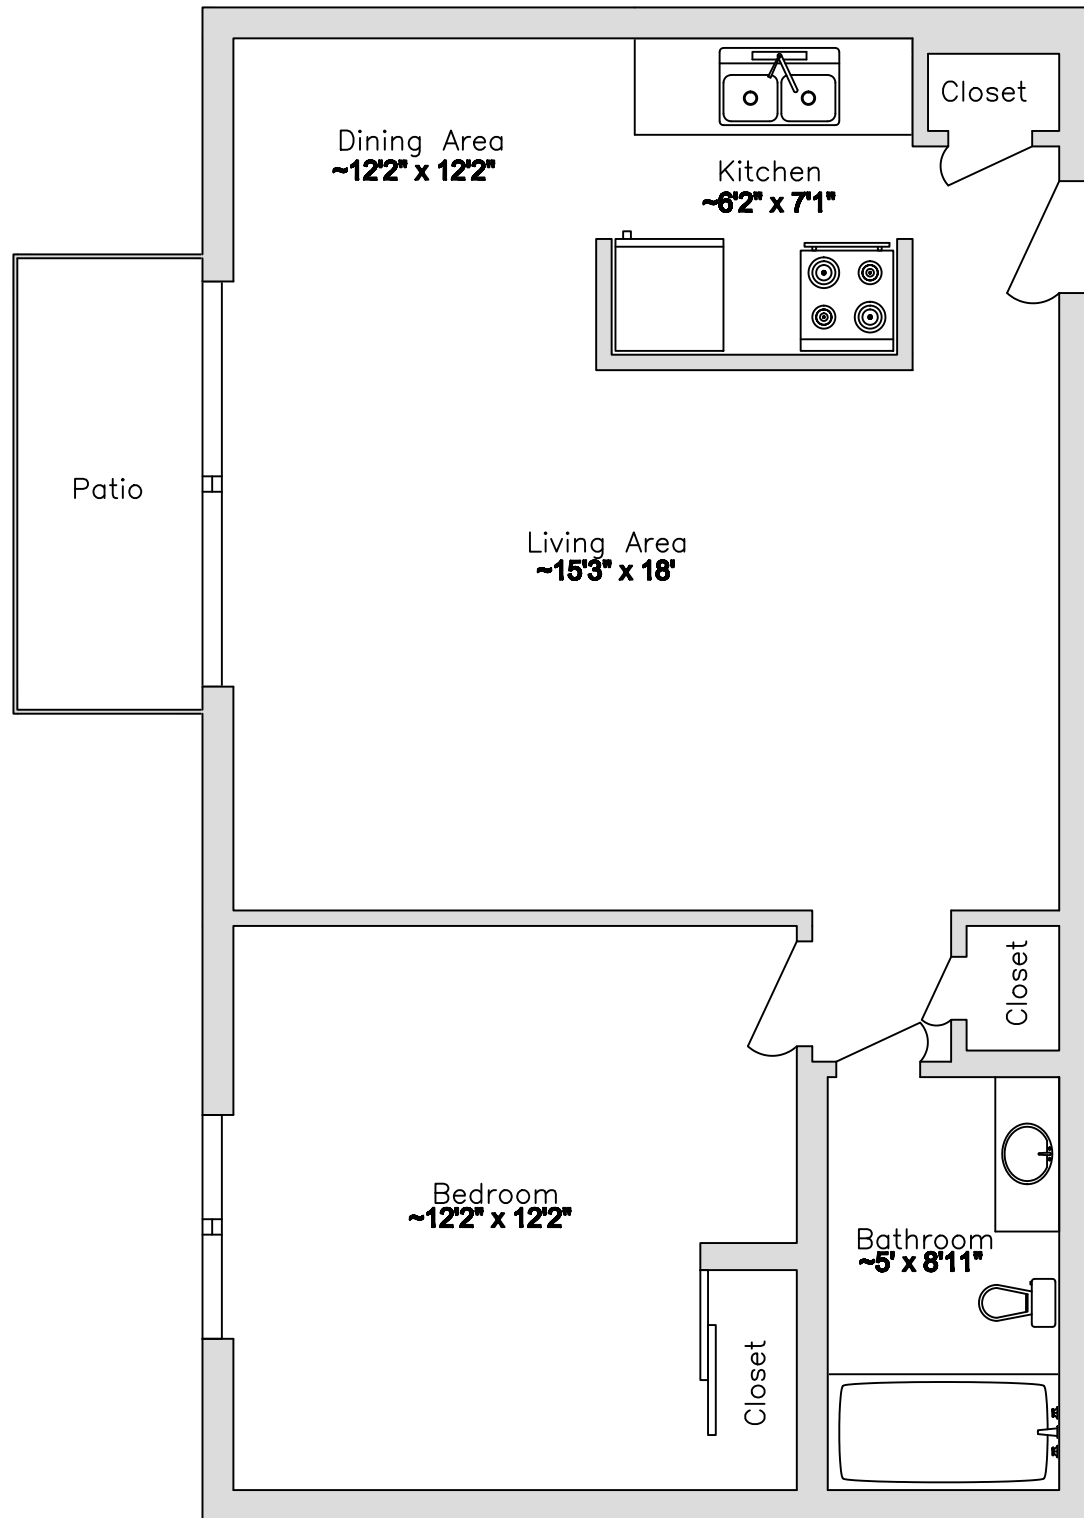 Closet
Dining Area
~12'2" x 12'2"
Kitchen
~6'2" x 7'1"
Patio
Living Area
~15'3" x 18'
Closet
Bedroom
~12'2" x 12'2"
Bathroom
~5' x 8'11"
Closet